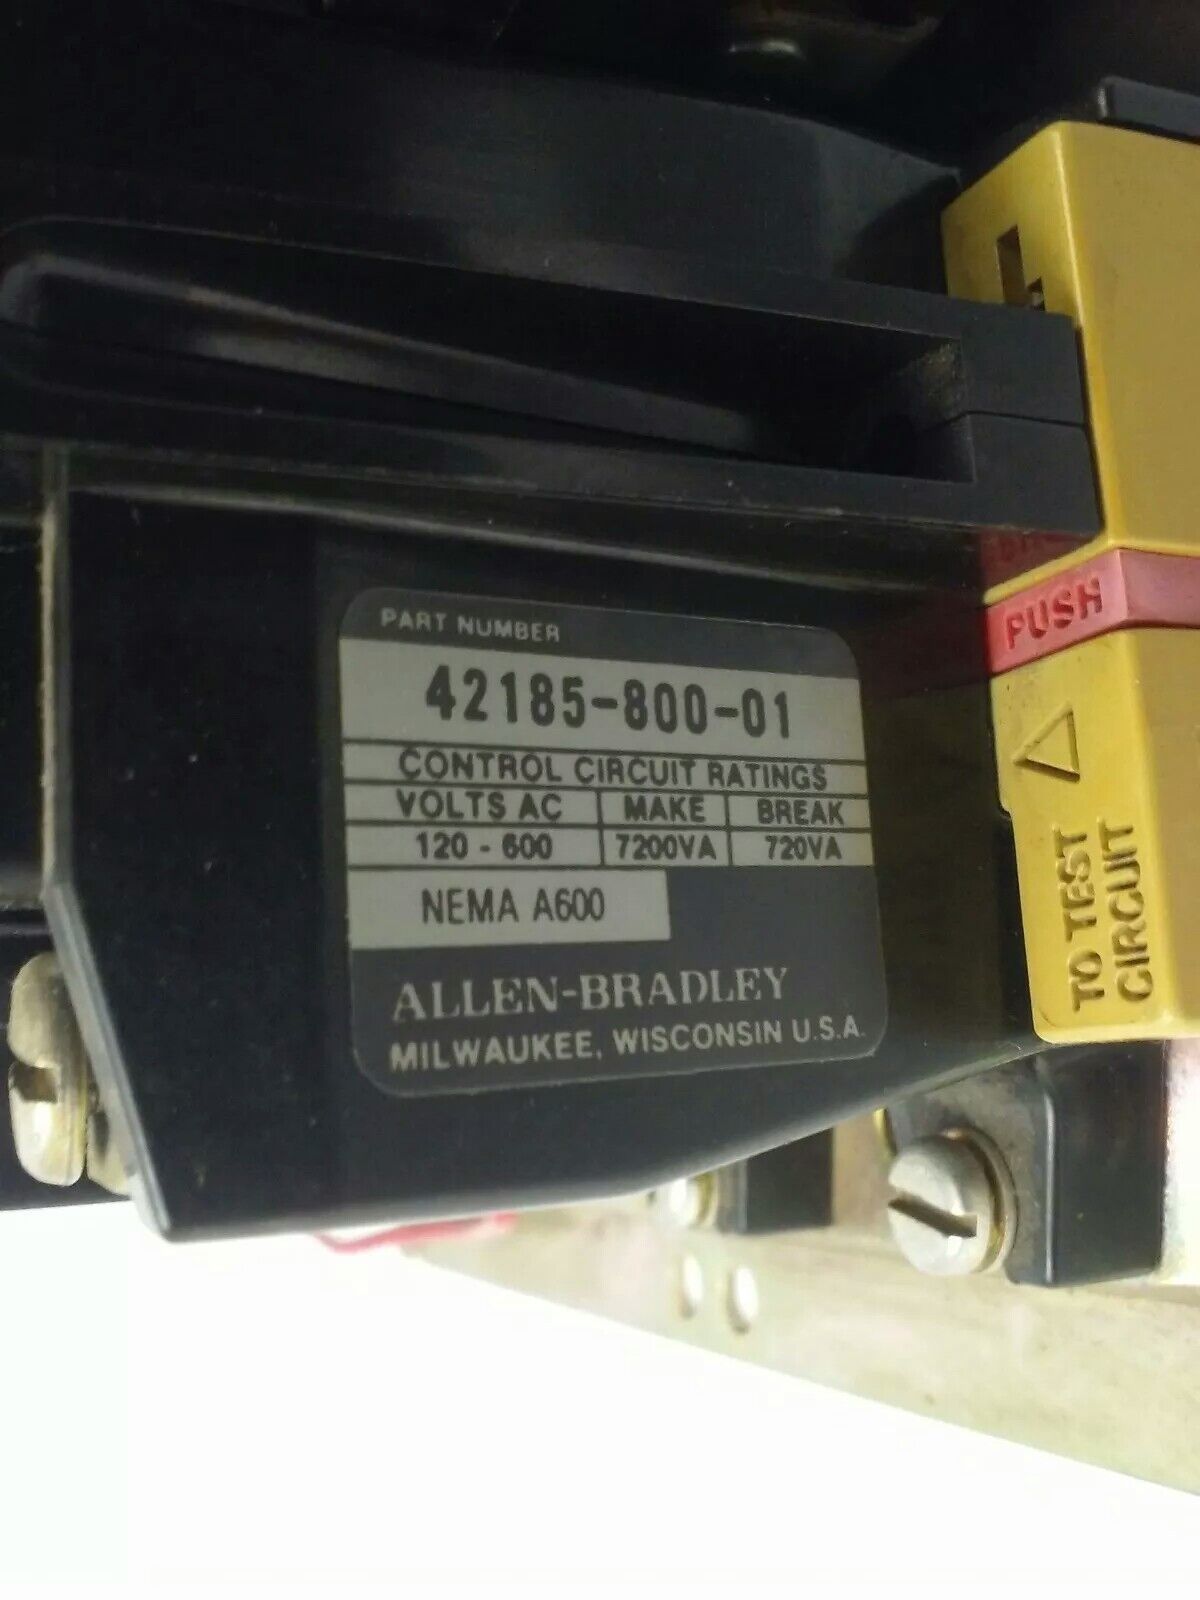 PART NUMBER
42185-800-01
CONTROL CIRCUIT RATINGS
VOLTS AC MAKE BREAK
120 - 600 7200VA 720VA
NEMA A600
ALLEN-BRADLEY
MILWAUKEE, WISCONSIN U.S.A.
PUSH
TO TEST
CIRCUIT